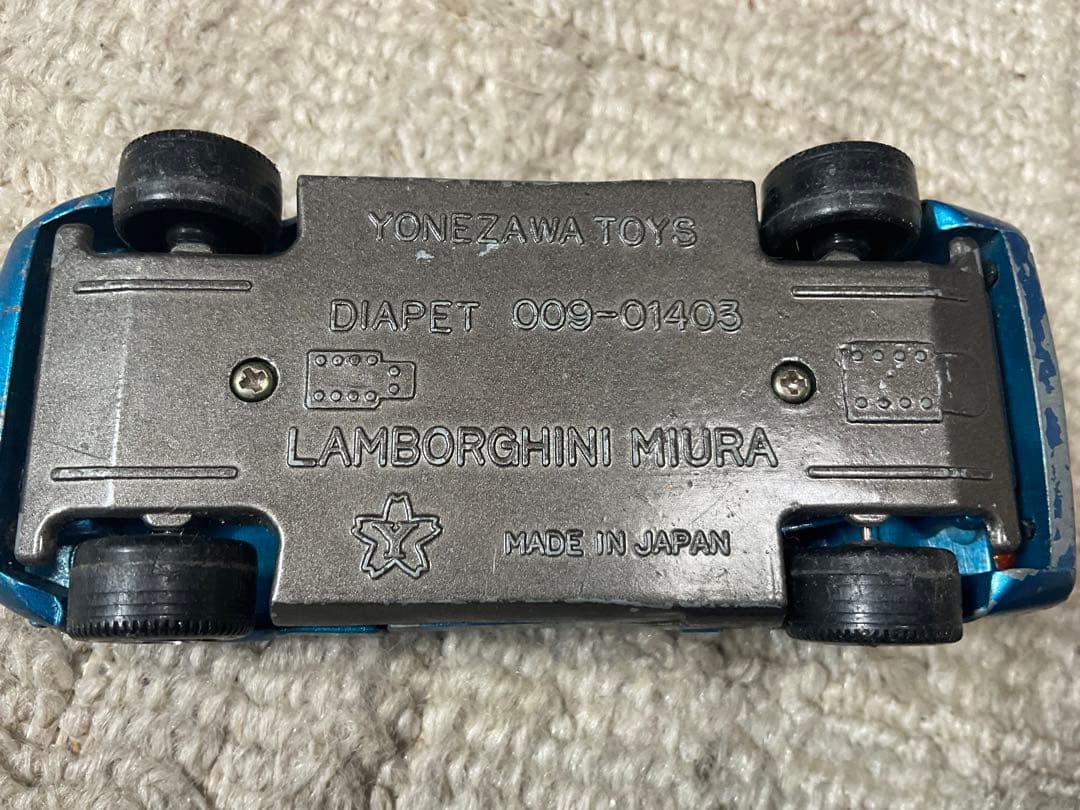 YONEZAWA TOYS
DIAPET 009-01403
LAMBORGHINI MIURA
Y
MADE IN JAPAN